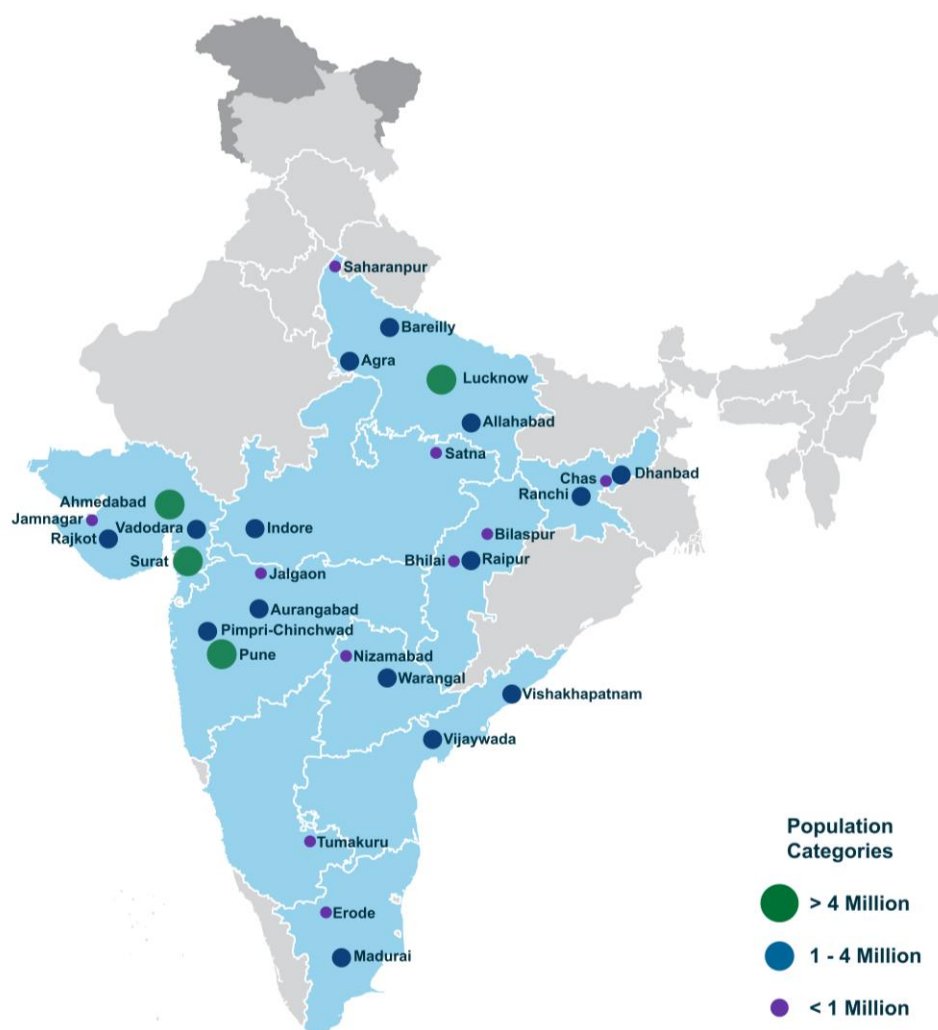 Saharanpur
Bareilly
Agra
Lucknow
Allahabad
Satna
Chas
Dhanbad
Ranchi
Ahmedabad
Jamnagar
Vadodara
Rajkot
Indore
Bilaspur
Surat
Bhilai
Raipur
Jalgaon
Aurangabad
Pimpri-Chinchwad
Pune
Nizamabad
Warangal
Vishakhapatnam
Vijaywada
Tumakuru
Erode
Madurai
Population
Categories
> 4 Million
1 - 4 Million
< 1 Million